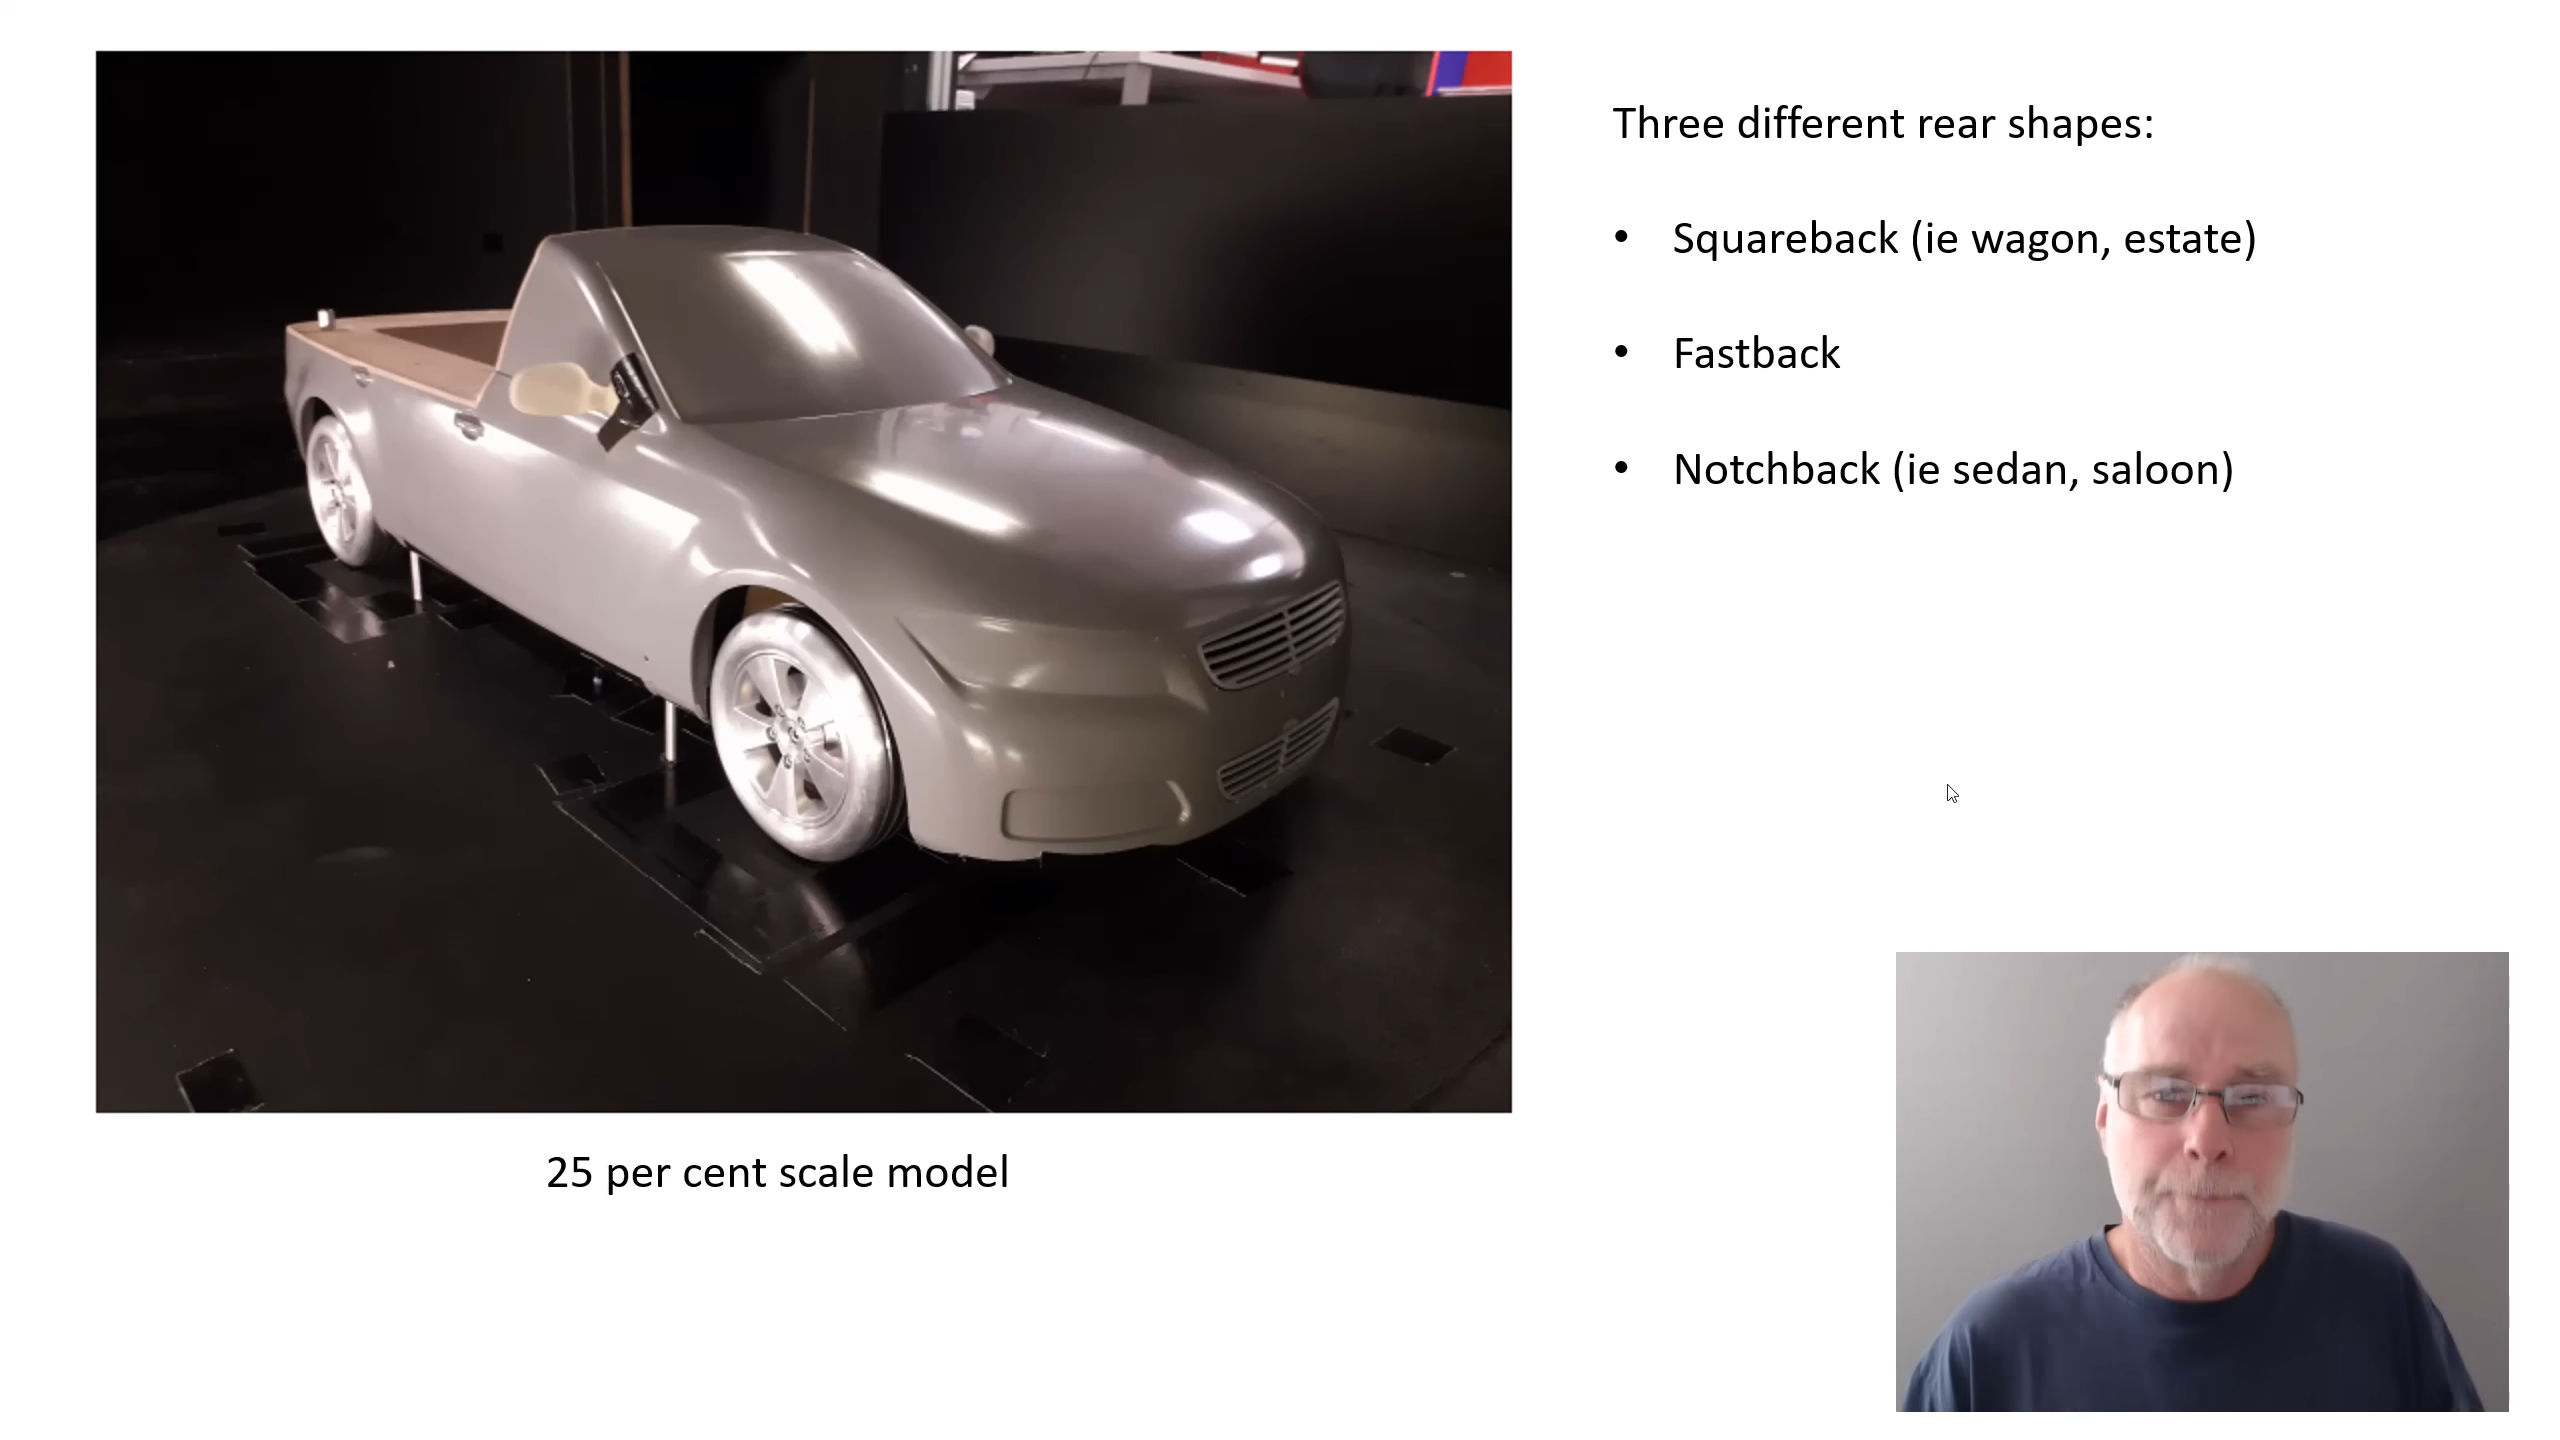 Three different rear shapes:
• Squareback (ie wagon, estate)
• Fastback
• Notchback (ie sedan, saloon)
25 per cent scale model